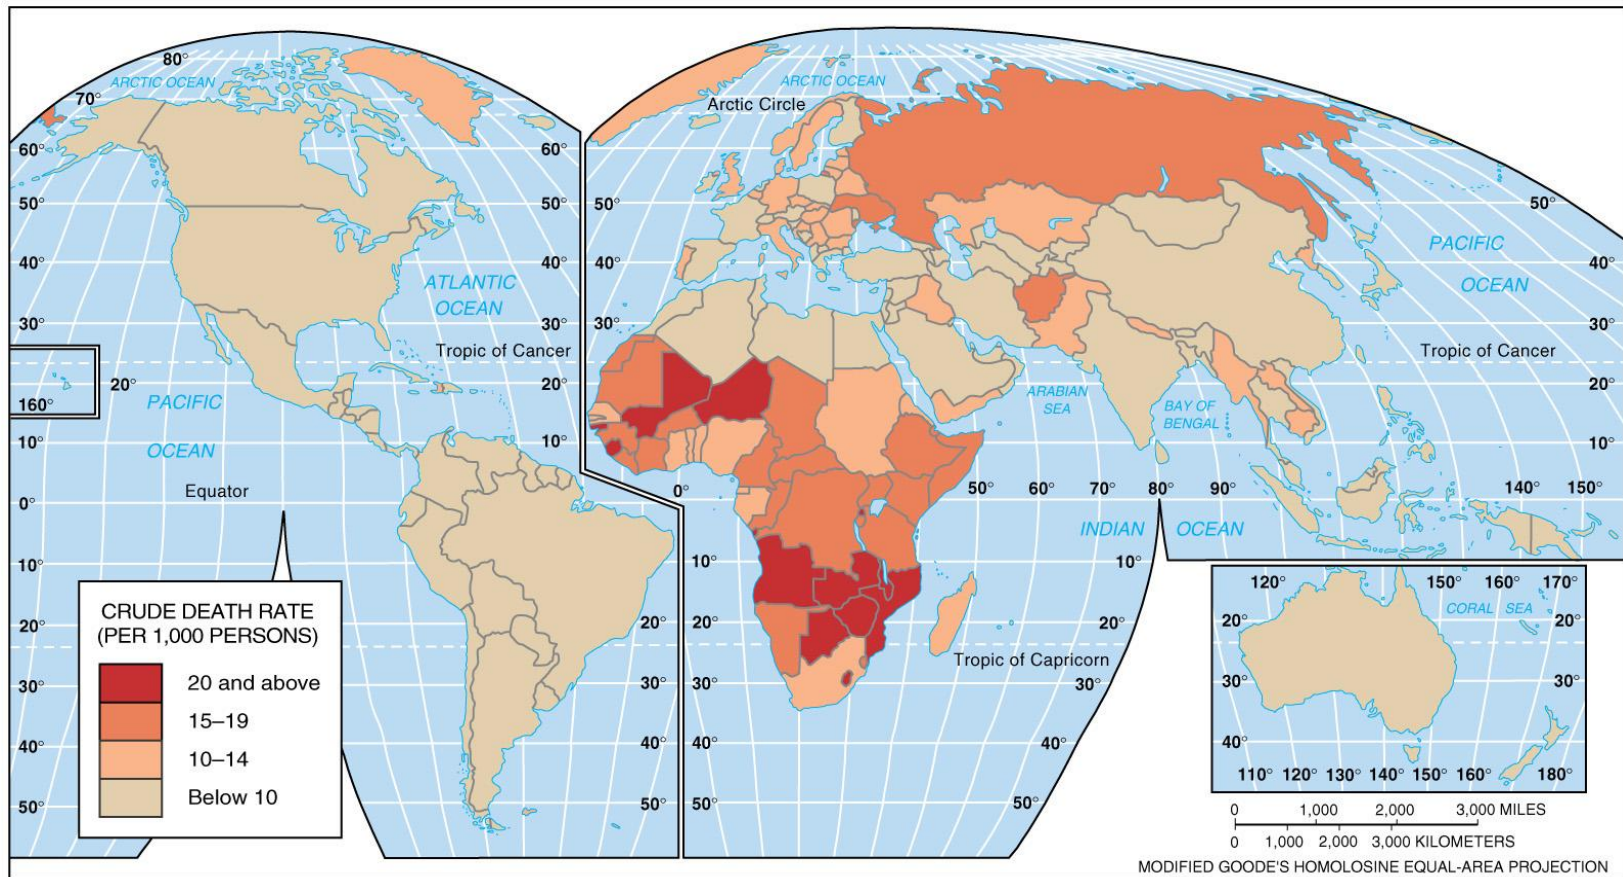 80°
ARCTIC OCEAN
70°
60°
60°
50°
50°
40°
40°
ATLANTIC
OCEAN
30°
30°
Tropic of Cancer
20°
20°
160°
PACIFIC
OCEAN
10°
10°
Equator
0°
10°
20°
20°
30°
30°
40°
40°
50°
50°
ARCTIC OCEAN
Arctic Circle
60°
50°
50°
PACIFIC
OCEAN
40°
40°
30°
30°
Tropic of Cancer
20°
20°
ARABIAN
SEA
BAY OF
BENGAL
10°
10°
0°
50°
60°
70°
80°
90°
140°
150°
INDIAN
OCEAN
10°
10°
20°
20°
Tropic of Capricorn
30°
30°
40°
40°
50°
50°
CRUDE DEATH RATE
(PER 1,000 PERSONS)
20 and above
15–19
10–14
Below 10
120°
150°
160°
170°
CORAL SEA
20°
20°
30°
30°
40°
110°
120°
130°
140°
150°
160°
180°
0 1,000 2,000 3,000 MILES
0 1,000 2,000 3,000 KILOMETERS
MODIFIED GOODE'S HOMOLOSINE EQUAL-AREA PROJECTION